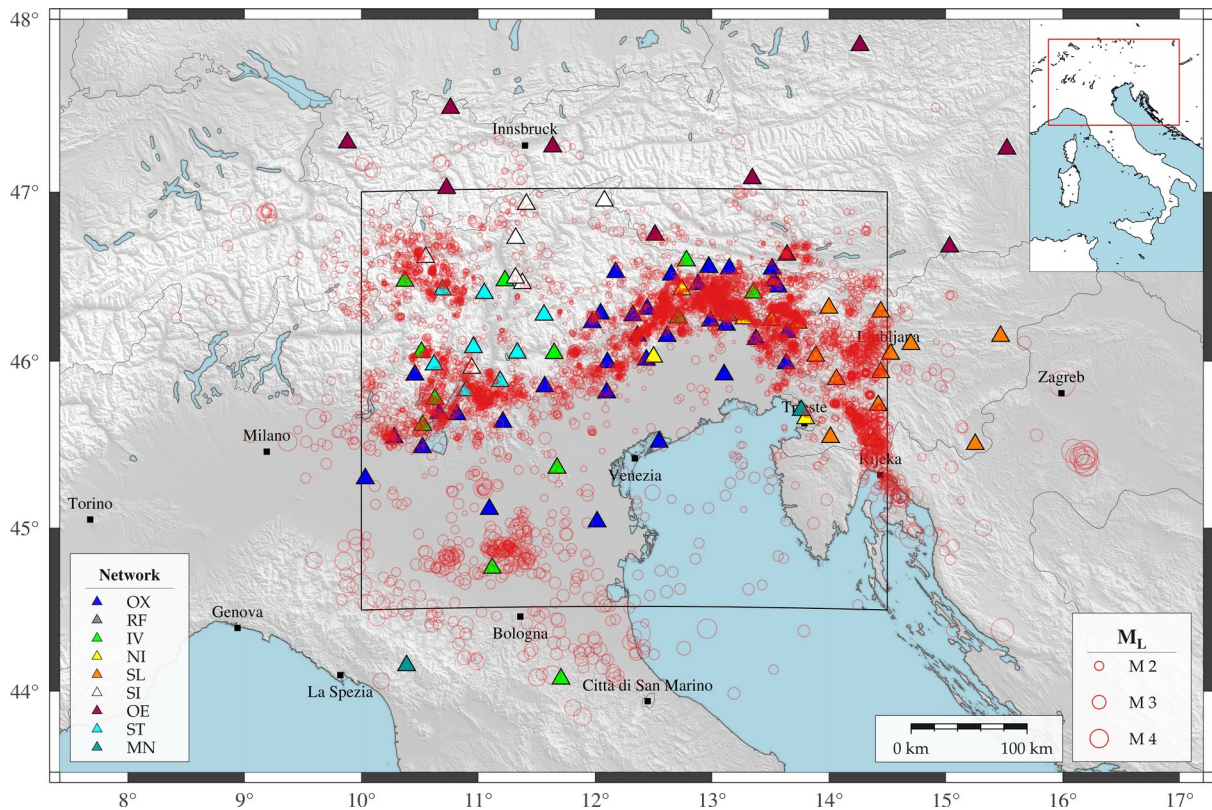 48°
47°
46°
45°
44°
Innsbruck
Ljubljana
Zagreb
Milano
Trieste
Rijeka
Venezia
Torino
Genova
Bologna
La Spezia
Città di San Marino
Network
OX
RF
IV
NI
SL
SI
OE
ST
MN
M_L
M 2
M 3
M 4
0 km 100 km
8° 9° 10° 11° 12° 13° 14° 15° 16° 17°